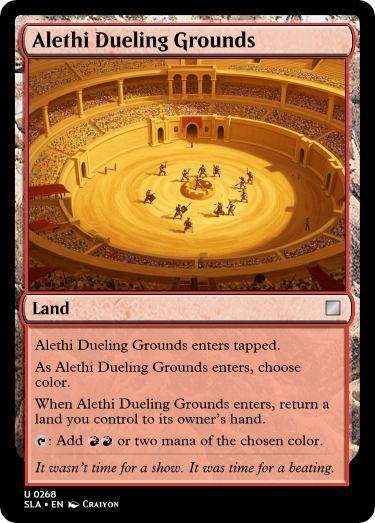 Alethi Dueling Grounds
Land
Alethi Dueling Grounds enters tapped.
As Alethi Dueling Grounds enters, choose
color.
When Alethi Dueling Grounds enters, return a
land you control to its owner's hand.
: Add or two mana of the chosen color.
It wasn't time for a show. It was time for a beating.
U 0268
SLA • EN Craiyon